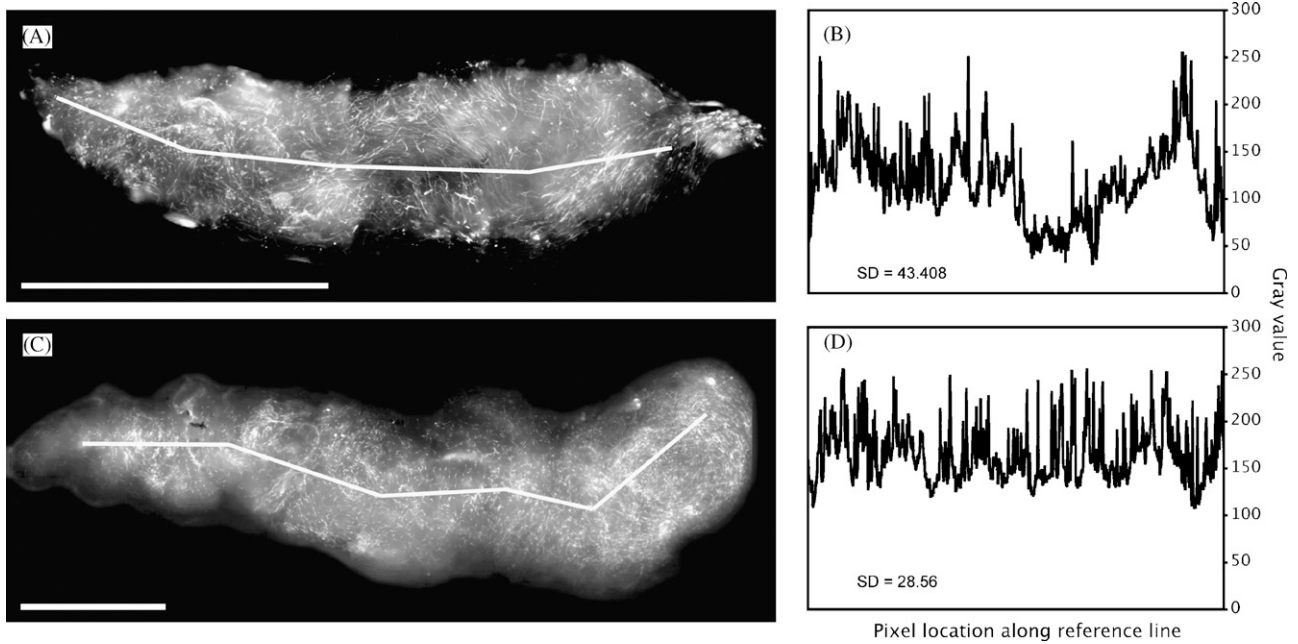 (A)
(B)
300
250
200
150
100
50
0
SD = 43.408
(C)
(D)
300
250
200
150
100
50
0
SD = 28.56
Gray value
Pixel location along reference line